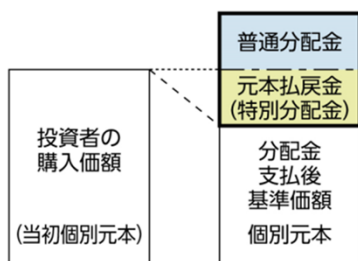 普通分配金
元本払戻金
(特別分配金)
投資者の
購入価額
(当初個別元本)
分配金
支払後
基準価額
個別元本